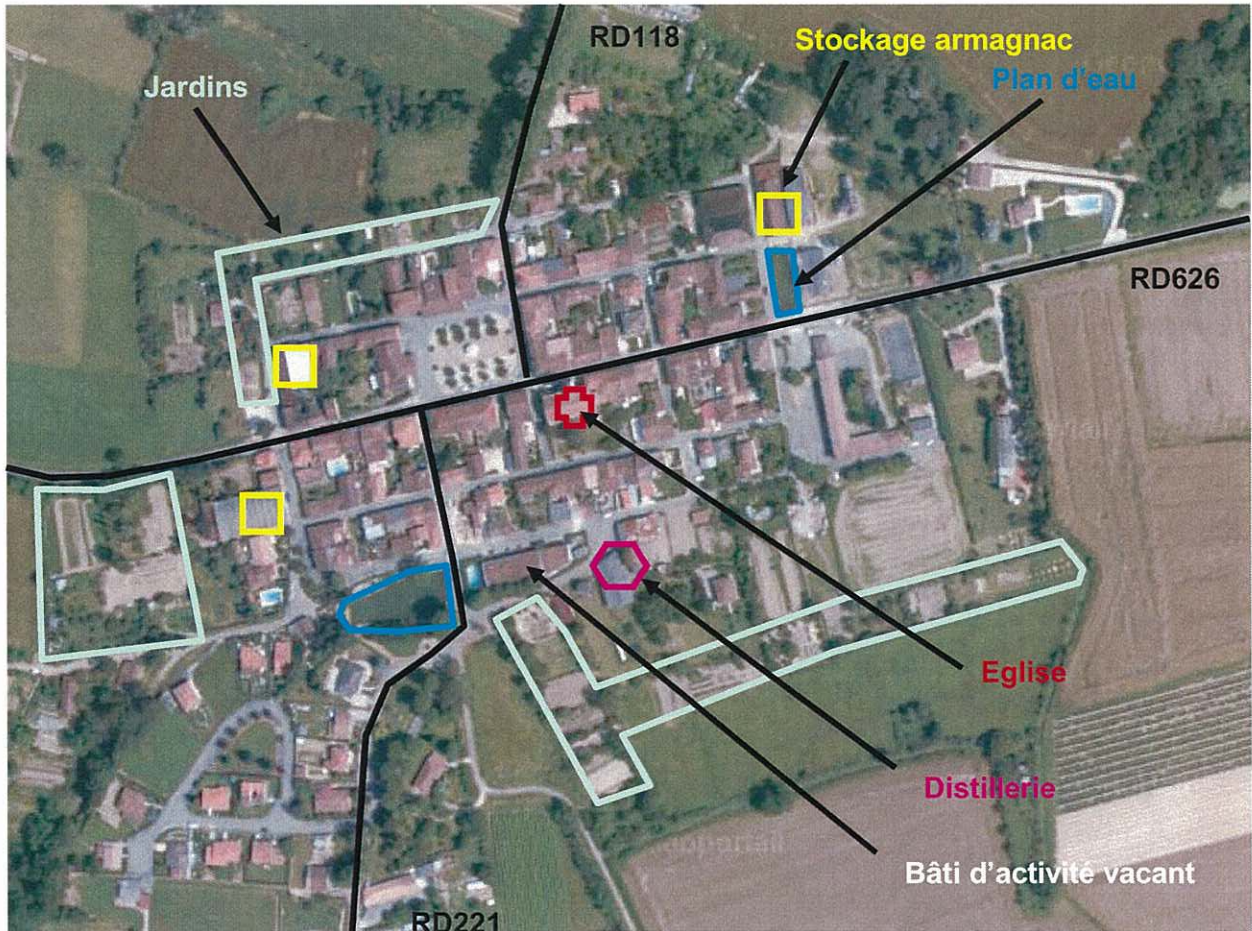 RD118
Stockage armagnac
Plan d'eau
Jardins
RD626
Eglise
Distillerie
Bâti d'activité vacant
RD221